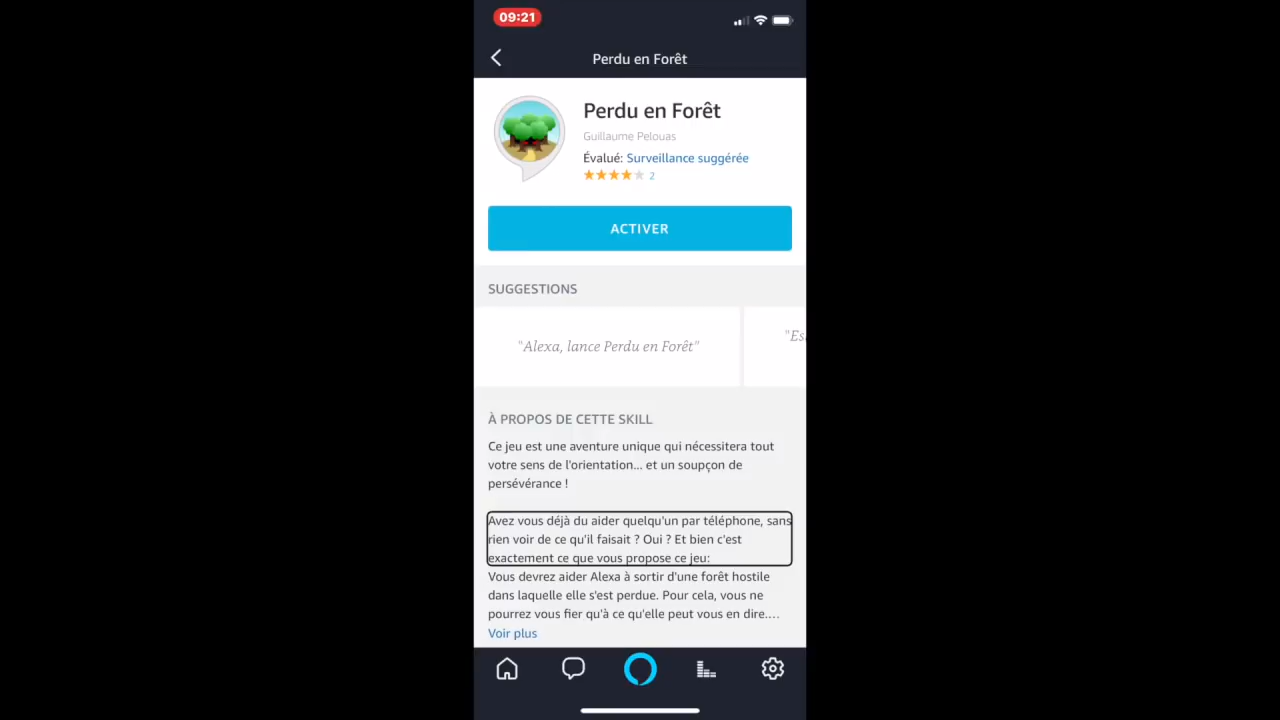 09:21
Perdu en Forêt
Perdu en Forêt
Guillaume Pelouas
Évalué: Surveillance suggérée
2
ACTIVER
SUGGESTIONS
"Alexa, lance Perdu en Forêt"
À PROPOS DE CETTE SKILL
Ce jeu est une aventure unique qui nécessitera tout
votre sens de l'orientation... et un soupçon de
persévérance !
Avez vous déjà du aider quelqu'un par téléphone, sans
rien voir de ce qu'il faisait ? Oui ? Et bien c'est
exactement ce que vous propose ce jeu:
Vous devrez aider Alexa à sortir d'une forêt hostile
dans laquelle elle s'est perdue. Pour cela, vous ne
pourrez vous fier qu'à ce qu'elle peut vous en dire....
Voir plus